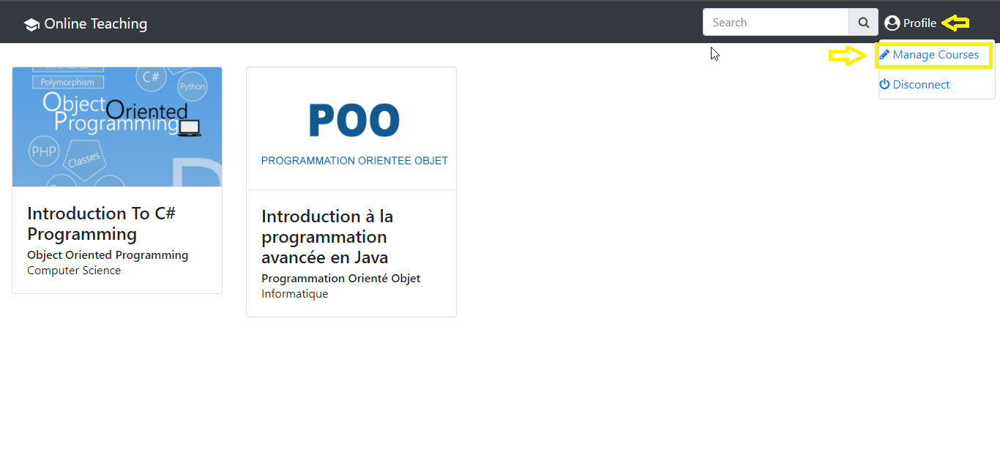 Online Teaching
Search
Profile
Manage Courses
Disconnect
Polymorphism
C#
Python
Object Oriented
Programming
PHP
Classes
Introduction To C#
Programming
Object Oriented Programming
Computer Science
POO
PROGRAMMATION ORIENTEE OBJET
Introduction à la
programmation
avancée en Java
Programmation Orienté Objet
Informatique